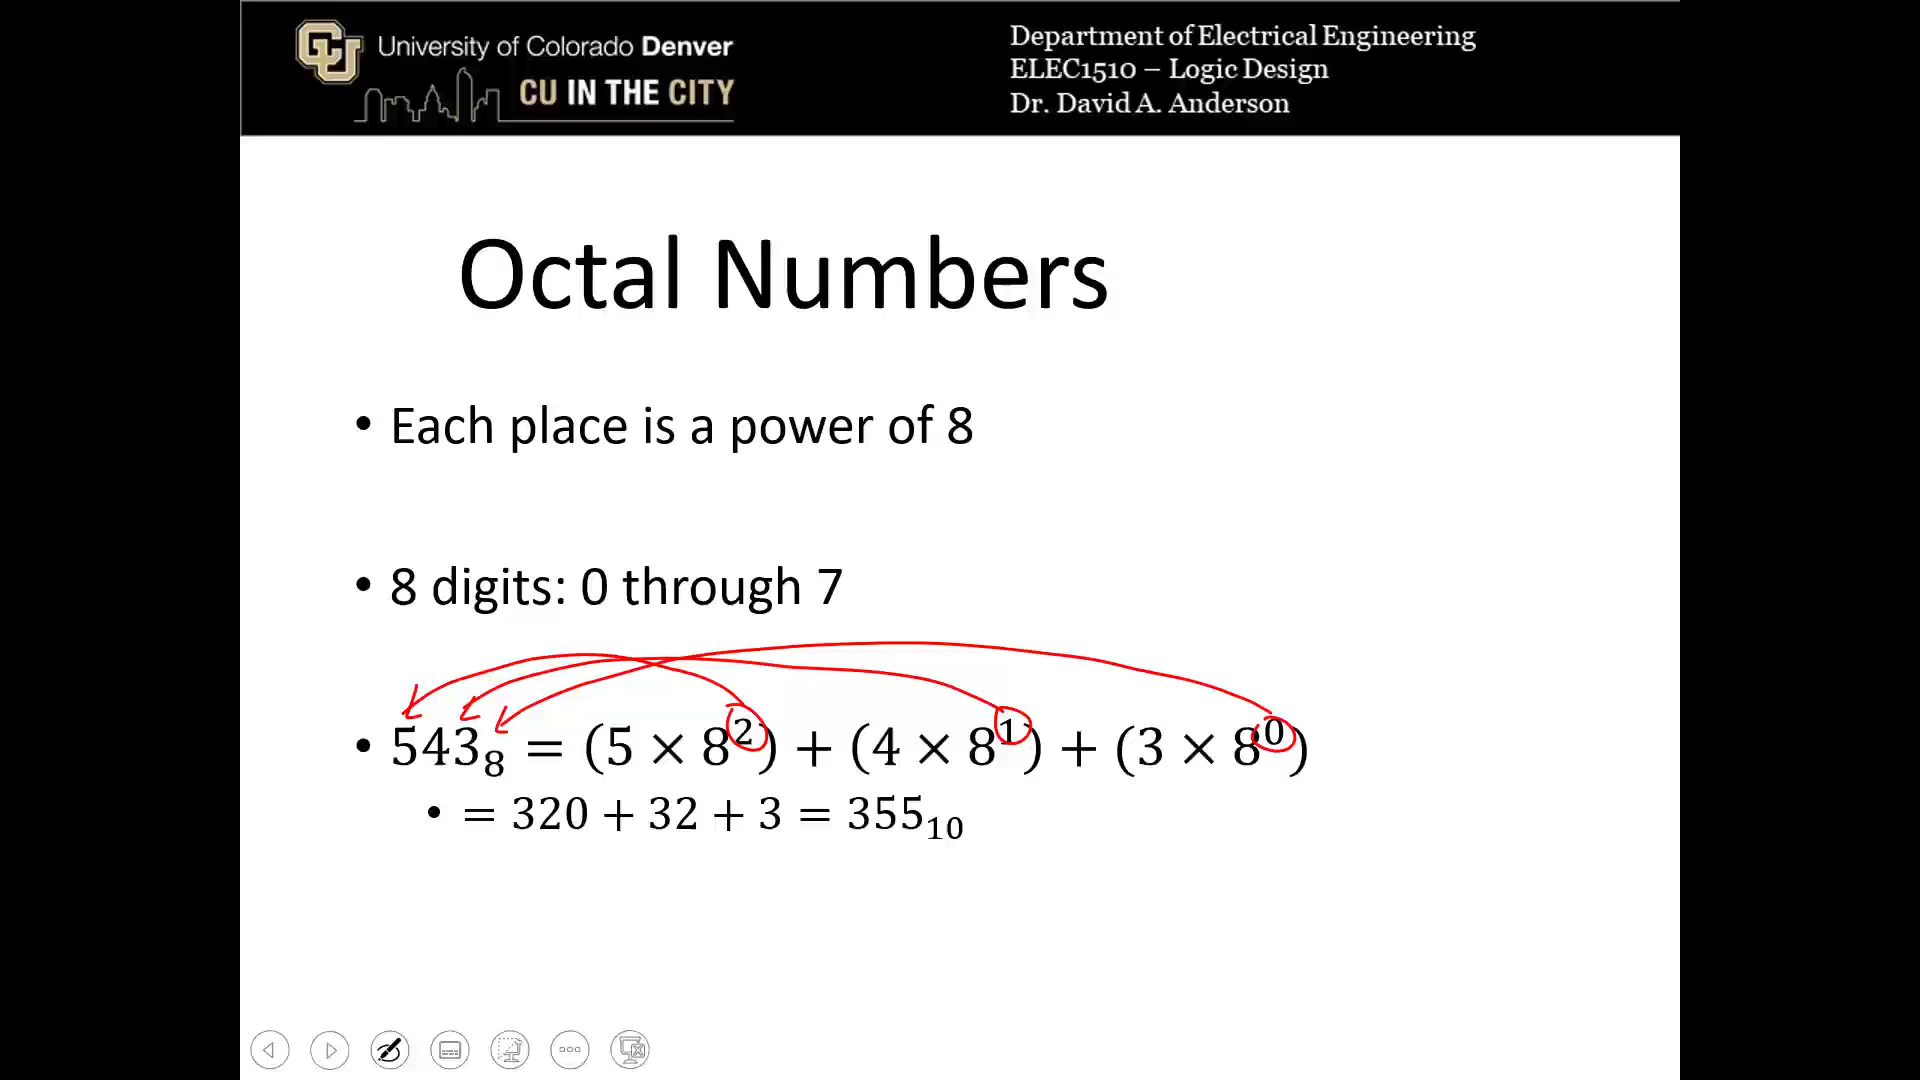 University of Colorado Denver
CU IN THE CITY
Department of Electrical Engineering
ELEC1510 – Logic Design
Dr. David A. Anderson
Octal Numbers
• Each place is a power of 8
• 8 digits: 0 through 7
• 543₈ = (5 × 8²) + (4 × 8¹) + (3 × 8⁰)
• = 320 + 32 + 3 = 355₁₀